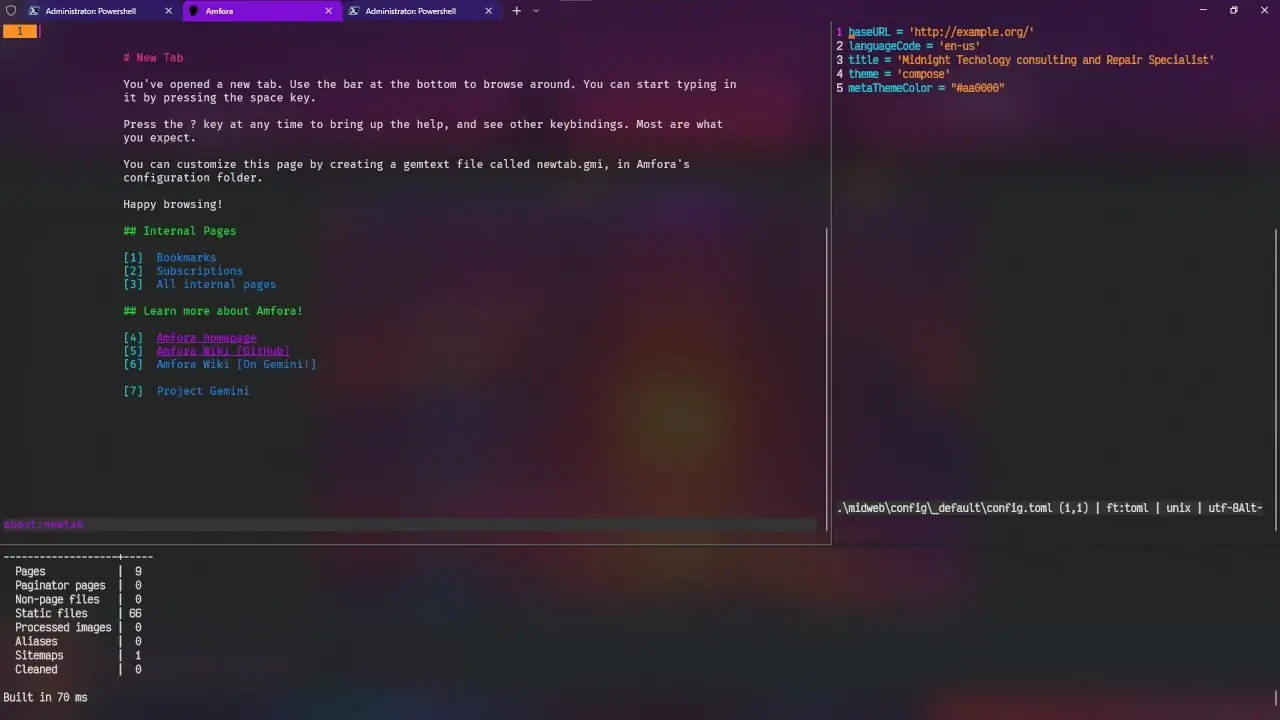 Administrator: Powershell
Amfora
Administrator: Powershell
1
# New Tab
You've opened a new tab. Use the bar at the bottom to browse around. You can start typing in
it by pressing the space key.
Press the ? key at any time to bring up the help, and see other keybindings. Most are what
you expect.
You can customize this page by creating a gemtext file called newtab.gmi, in Amfora's
configuration folder.
Happy browsing!
## Internal Pages
[1] Bookmarks
[2] Subscriptions
[3] All internal pages
## Learn more about Amfora!
[4] Amfora homepage
[5] Amfora Wiki [GitHub]
[6] Amfora Wiki [On Gemini!]
[7] Project Gemini
about:newtab
1 baseURL = 'http://example.org/'
2 languageCode = 'en-us'
3 title = 'Midnight Techology consulting and Repair Specialist'
4 theme = 'compose'
5 metaThemeColor = "#aa0000"
.\midweb\config\_default\config.toml (1,1) | ft:toml | unix | utf-8Alt-
-------------------+-----
Pages | 9
Paginator pages | 0
Non-page files | 0
Static files | 66
Processed images | 0
Aliases | 0
Sitemaps | 1
Cleaned | 0
Built in 70 ms